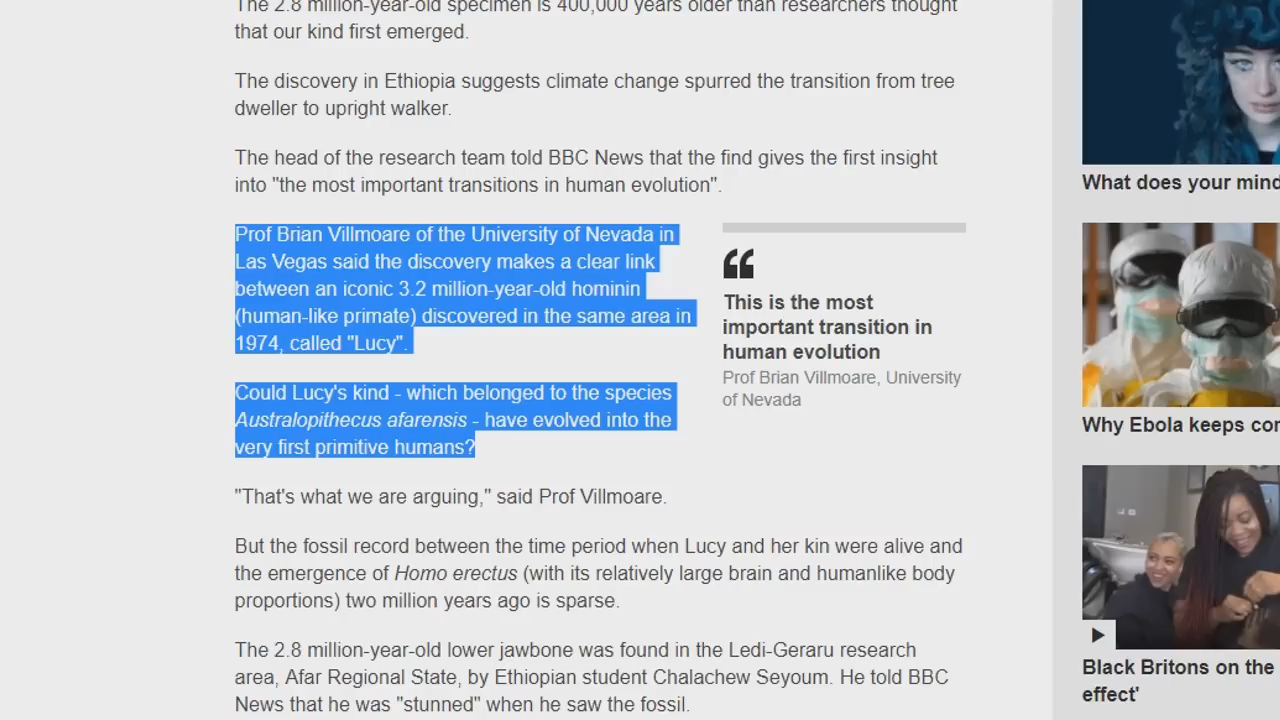 The 2.8 million-year-old specimen is 400,000 years older than researchers thought
that our kind first emerged.
The discovery in Ethiopia suggests climate change spurred the transition from tree
dweller to upright walker.
The head of the research team told BBC News that the find gives the first insight
into "the most important transitions in human evolution".
Prof Brian Villmoare of the University of Nevada in
Las Vegas said the discovery makes a clear link
between an iconic 3.2 million-year-old hominin
(human-like primate) discovered in the same area in
1974, called "Lucy".
Could Lucy's kind - which belonged to the species
Australopithecus afarensis - have evolved into the
very first primitive humans?
“
This is the most
important transition in
human evolution
Prof Brian Villmoare, University
of Nevada
"That's what we are arguing," said Prof Villmoare.
But the fossil record between the time period when Lucy and her kin were alive and
the emergence of Homo erectus (with its relatively large brain and humanlike body
proportions) two million years ago is sparse.
The 2.8 million-year-old lower jawbone was found in the Ledi-Geraru research
area, Afar Regional State, by Ethiopian student Chalachew Seyoum. He told BBC
News that he was "stunned" when he saw the fossil.
What does your mind
Why Ebola keeps com
Black Britons on the
effect'